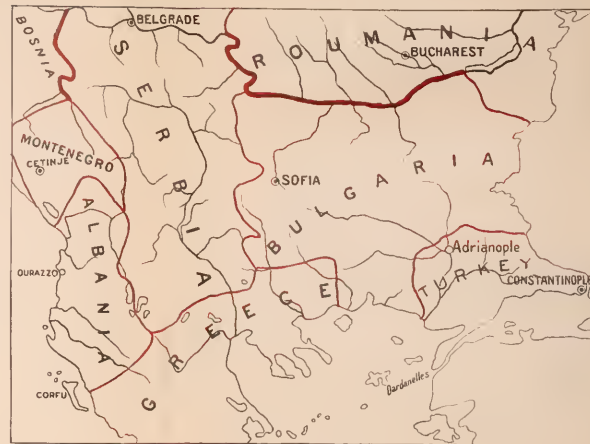 BOSNIA
BELGRADE
SERBIA
ROUMANIA
BUCHAREST
MONTENEGRO
CETINJE
SOFIA
BULGARIA
ALBANIA
DURAZZO
Adrianople
TURKEY
CONSTANTINOPLE
GREECE
CORFU
Dardanelles